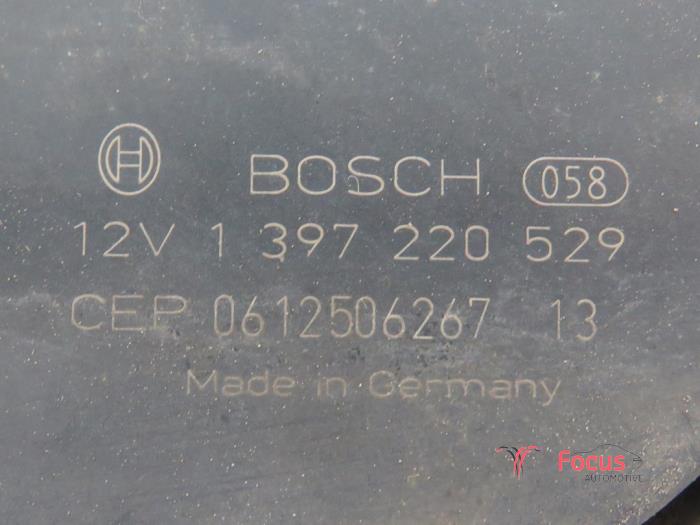 BOSCH 058
12V 1 397 220 529
CEP 0612506267 13
Made in Germany
Focus
AUTOMOTIVE